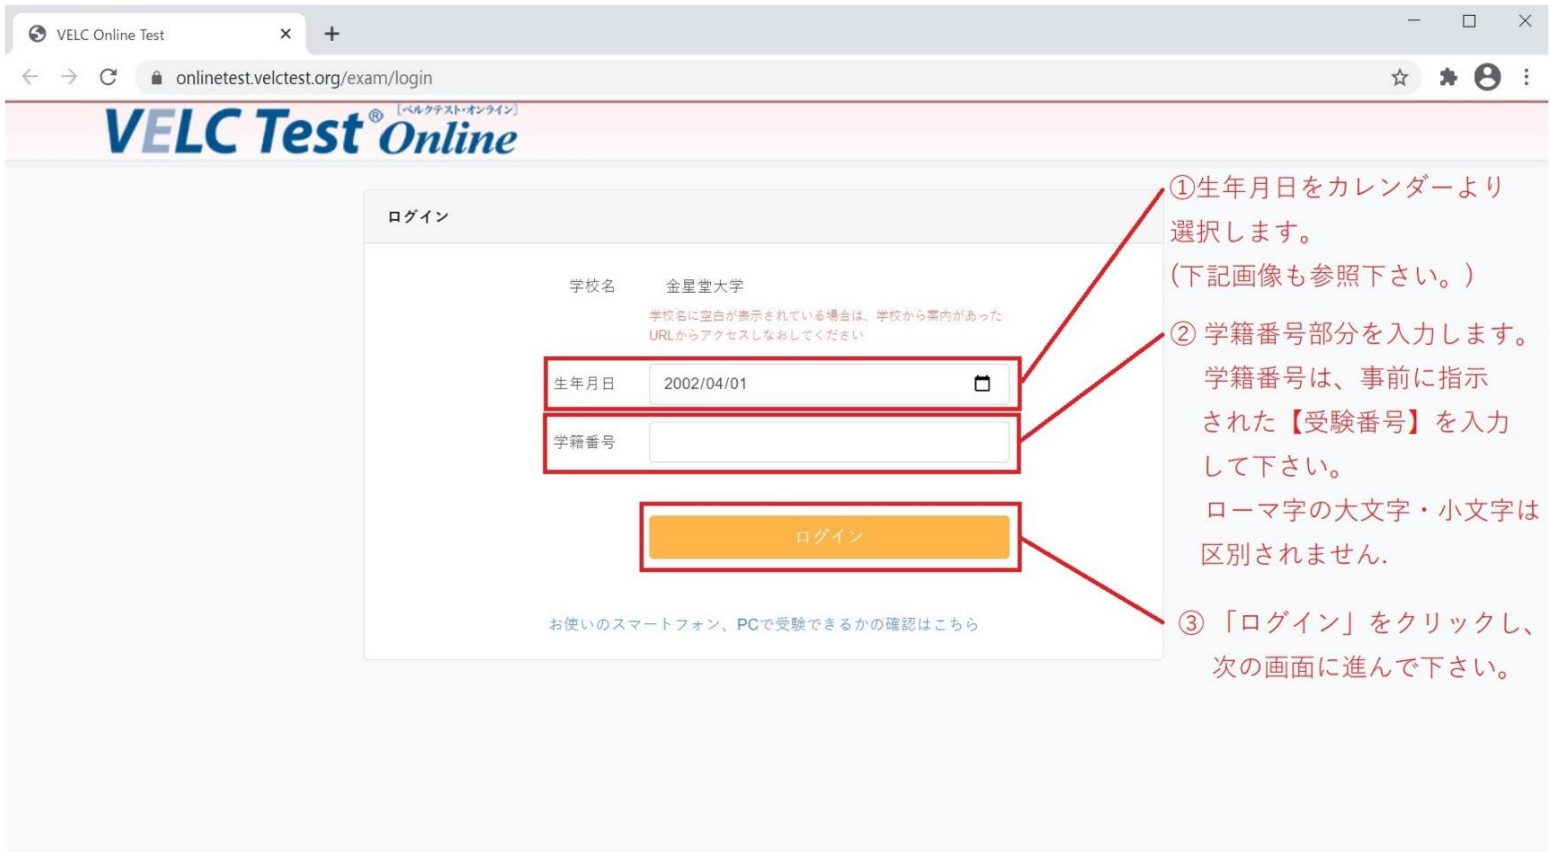 VELC Online Test
onlinetest.velctest.org/exam/login
VELC Test® Online
[ベルクテスト・オンライン]
ログイン
学校名 金星堂大学
学校名に空白が表示されている場合は、学校から案内があった
URLからアクセスしなおしてください
生年月日 2002/04/01
学籍番号
ログイン
お使いのスマートフォン、PCで受験できるかの確認はこちら
①生年月日をカレンダーより
選択します。
(下記画像も参照下さい。)
② 学籍番号部分を入力します。
学籍番号は、事前に指示
された【受験番号】を入力
して下さい。
ローマ字の大文字・小文字は
区別されません.
③ 「ログイン」をクリックし、
次の画面に進んで下さい。